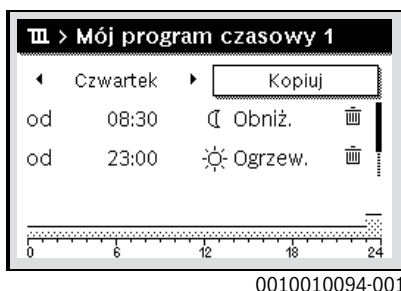 > Mój program czasowy 1
Czwartek Kopiuj
od 08:30 Obniż.
od 23:00 Ogrzew.
0 6 12 18 24
0010010094-001